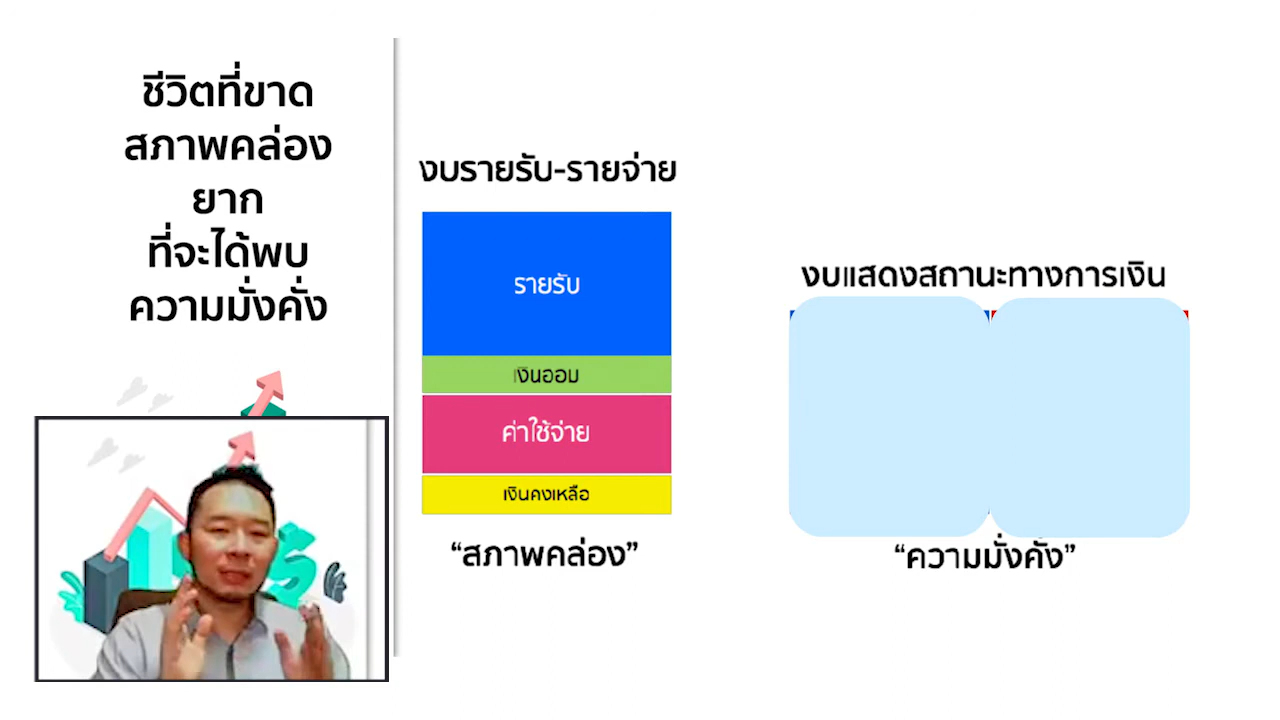 ชีวิตที่ขาด
สภาพคล่อง
ยาก
ที่จะได้พบ
ความมั่งคั่ง
งบรายรับ-รายจ่าย
รายรับ
เงินออม
ค่าใช้จ่าย
เงินคงเหลือ
“สภาพคล่อง”
งบแสดงสถานะทางการเงิน
“ความมั่งคั่ง”